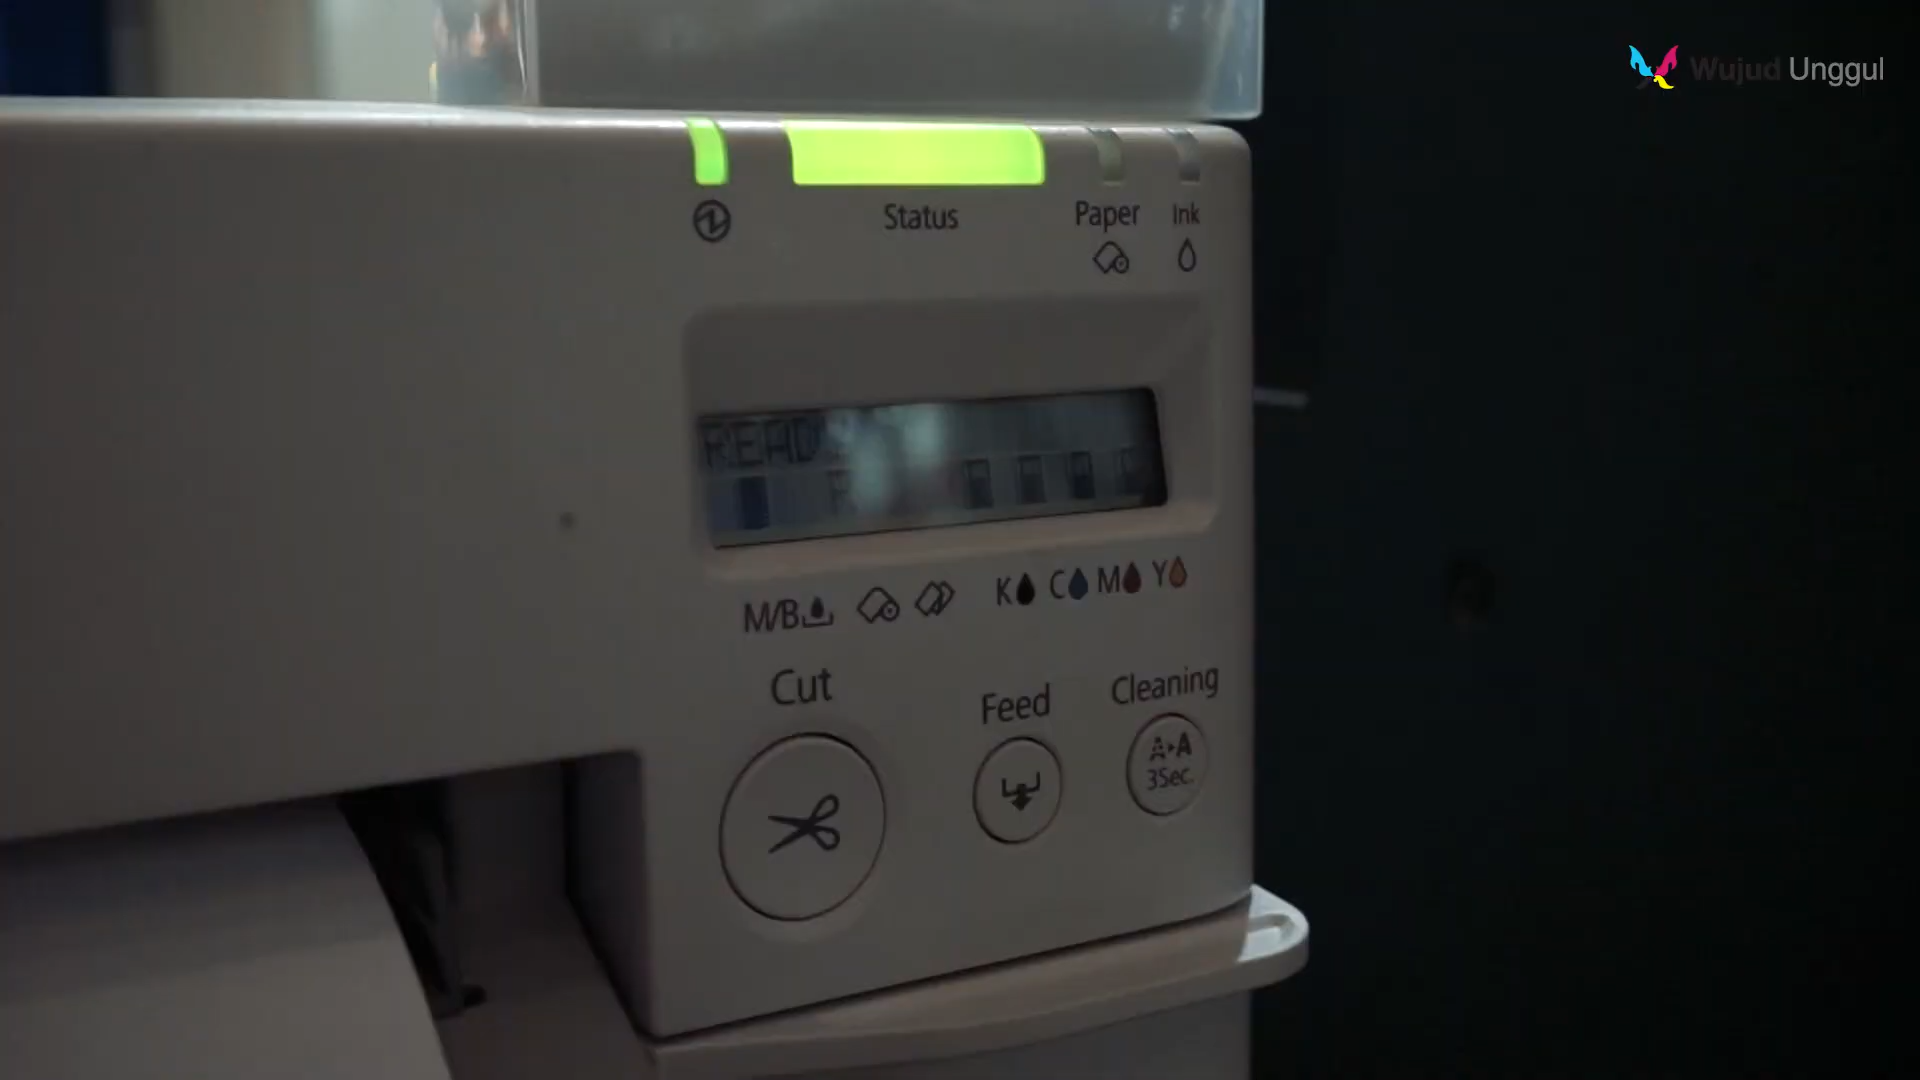 Wujud Unggul
Status
Paper
Ink
M/B
K C M Y
Cut
Feed
Cleaning
A▸A
3Sec.